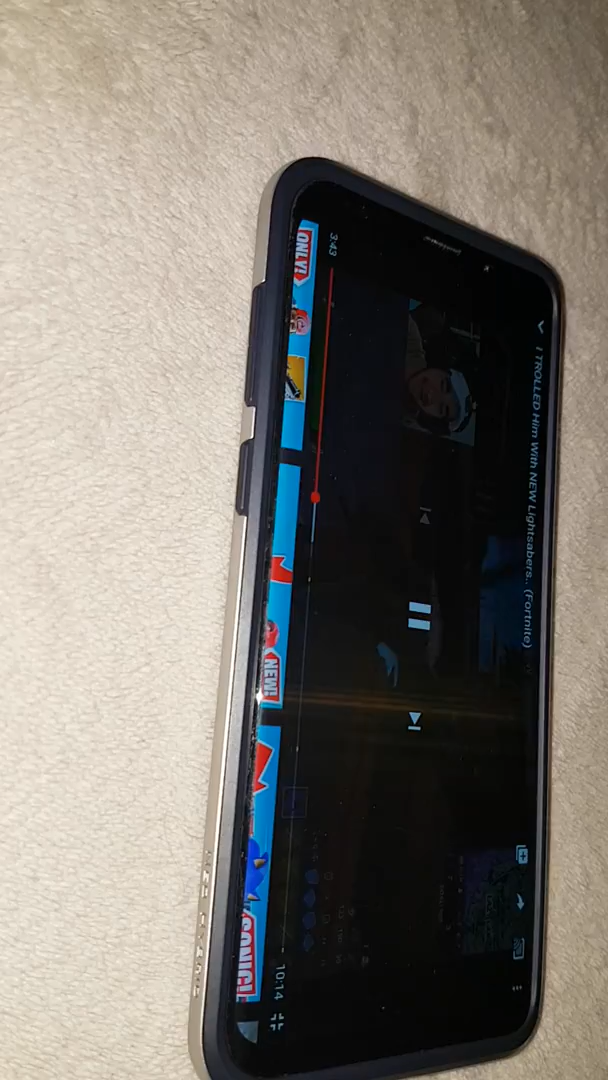 I TROLLED Him With NEW Lightsabers.. (Fortnite)
3:43
10:14
ONLY!
NEW!
SONIC!